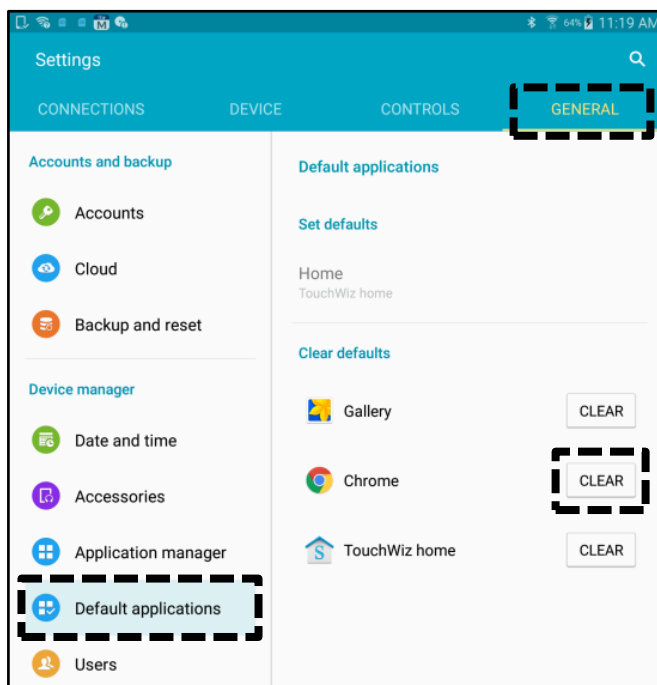 64% 11:19 AM
Settings
CONNECTIONS DEVICE CONTROLS GENERAL
Accounts and backup
Accounts
Cloud
Backup and reset
Device manager
Date and time
Accessories
Application manager
Default applications
Users
Default applications
Set defaults
Home
TouchWiz home
Clear defaults
Gallery CLEAR
Chrome CLEAR
S TouchWiz home CLEAR